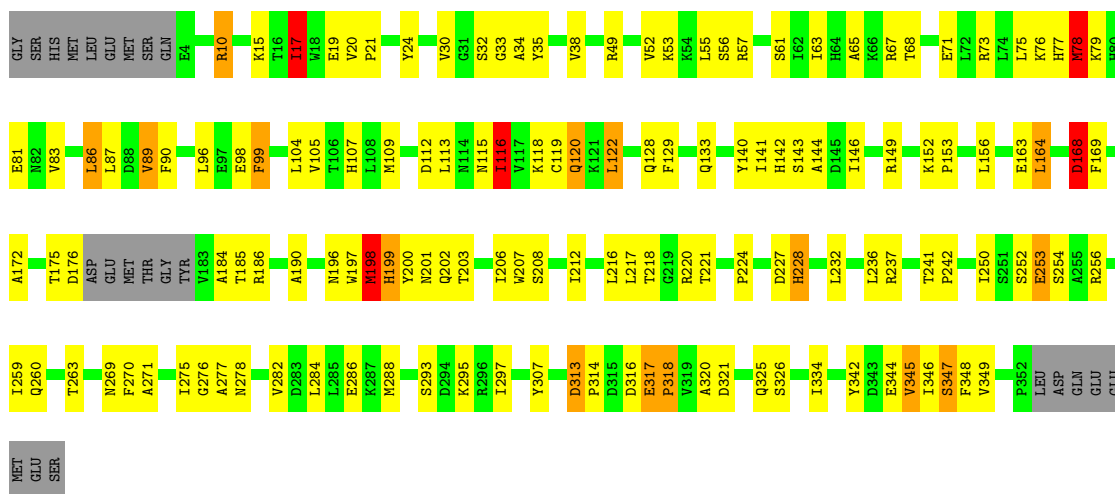 GLY SER HIS MET LEU GLU MET SER GLN E4 R10 K15 T16 I17 W18 E19 V20 P21 Y24 V30 G31 S32 G33 A34 Y35 V38 R49 V52 K53 K54 L55 S56 R57 S61 I62 I63 H64 A65 K66 R67 T68 E71 L72 R73 L74 L75 K76 H77 M78 K79 H80
E81 N82 V83 L86 L87 D88 V89 F90 L96 E97 E98 F99 L104 V105 T106 H107 L108 M109 D112 L113 N114 N115 I116 V117 K118 C119 Q120 K121 L122 Q128 F129 Q133 Y140 I141 H142 S143 A144 D145 I146 R149 K152 P153 L156 E163 L164 D168 F169
A172 T175 D176 ASP GLU MET THR GLY TYR V183 A184 T185 R186 A190 N196 W197 M198 H199 Y200 N201 Q202 T203 I206 W207 S208 I212 L216 L217 T218 G219 R220 T221 P224 D227 H228 L232 L236 R237 T241 P242 I250 S251 S252 E253 S254 A255 R256
I259 Q260 T263 N269 F270 A271 I275 G276 A277 N278 V282 D283 L284 L285 E286 K287 M288 S293 D294 K295 R296 I297 Y307 D313 P314 D315 D316 E317 P318 V319 A320 D321 Q325 S326 I334 Y342 D343 E344 V345 I346 S347 F348 V349 P352 LEU ASP GLN GLU GLU
MET GLU SER